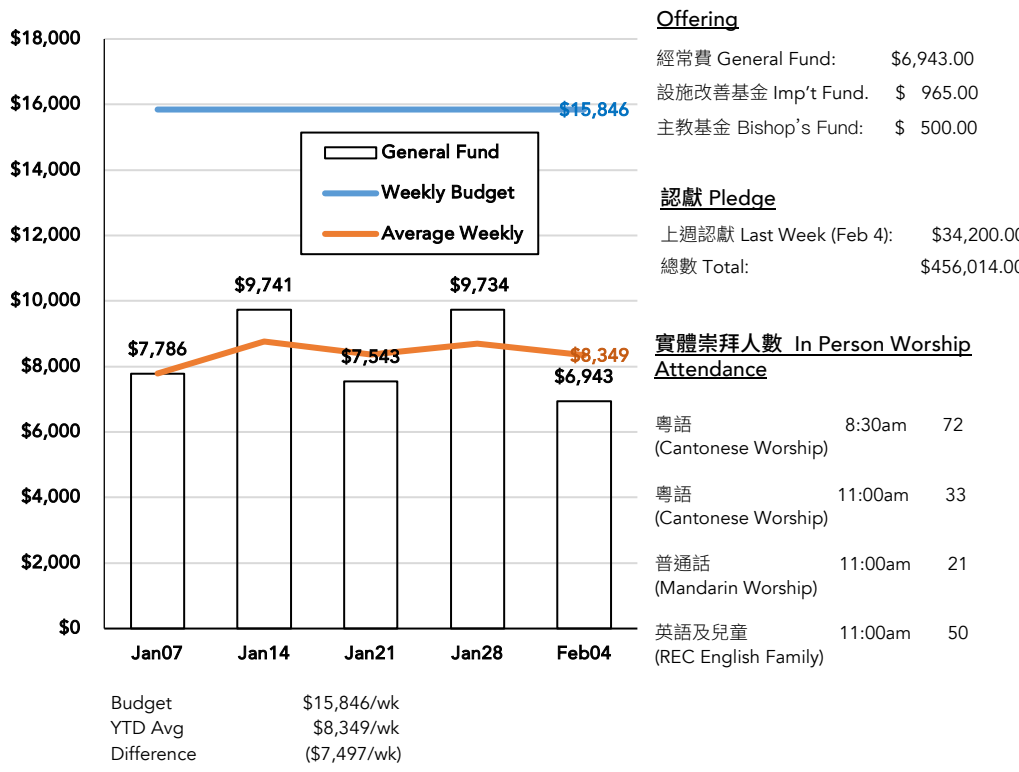 $18,000
$16,000
$14,000
$12,000
$10,000
$8,000
$6,000
$4,000
$2,000
$0
$15,846
General Fund
Weekly Budget
Average Weekly
$7,786
$9,741
$7,543
$9,734
$8,349
$6,943
Jan07 Jan14 Jan21 Jan28 Feb04
Budget $15,846/wk
YTD Avg $8,349/wk
Difference ($7,497/wk)
Offering
經常費 General Fund: $6,943.00
設施改善基金 Imp't Fund. $ 965.00
主教基金 Bishop's Fund: $ 500.00
認獻 Pledge
上週認獻 Last Week (Feb 4): $34,200.00
總數 Total: $456,014.00
實體崇拜人數 In Person Worship
Attendance
粵語 8:30am 72
(Cantonese Worship)
粵語 11:00am 33
(Cantonese Worship)
普通話 11:00am 21
(Mandarin Worship)
英語及兒童 11:00am 50
(REC English Family)